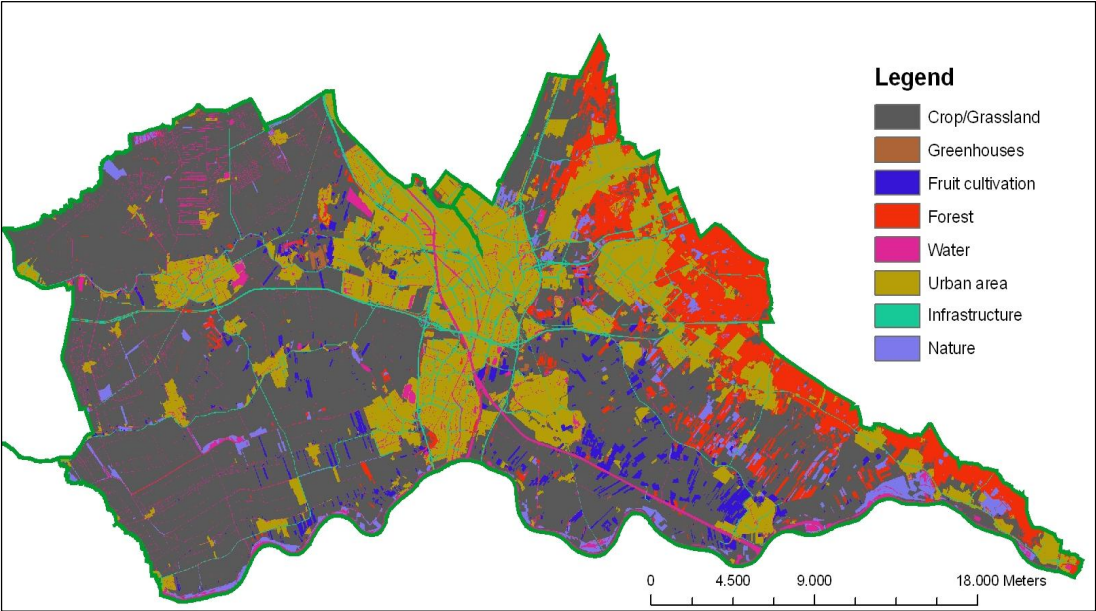 Legend
Crop/Grassland
Greenhouses
Fruit cultivation
Forest
Water
Urban area
Infrastructure
Nature
0 4.500 9.000 18.000 Meters